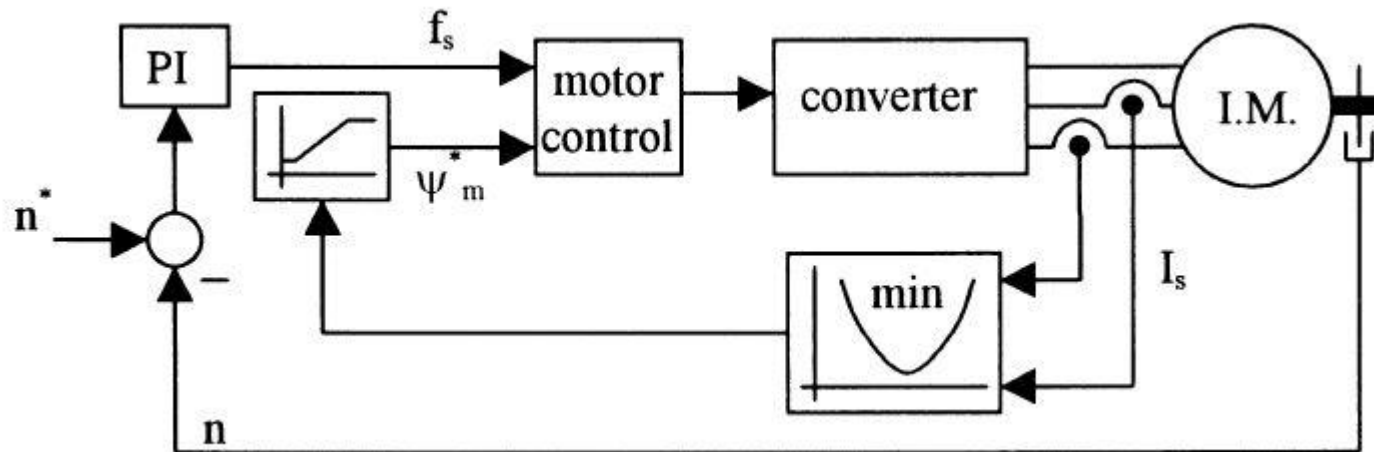 PI
f_s
motor
control
converter
I.M.
ψ*_m
n*
−
min
I_s
n